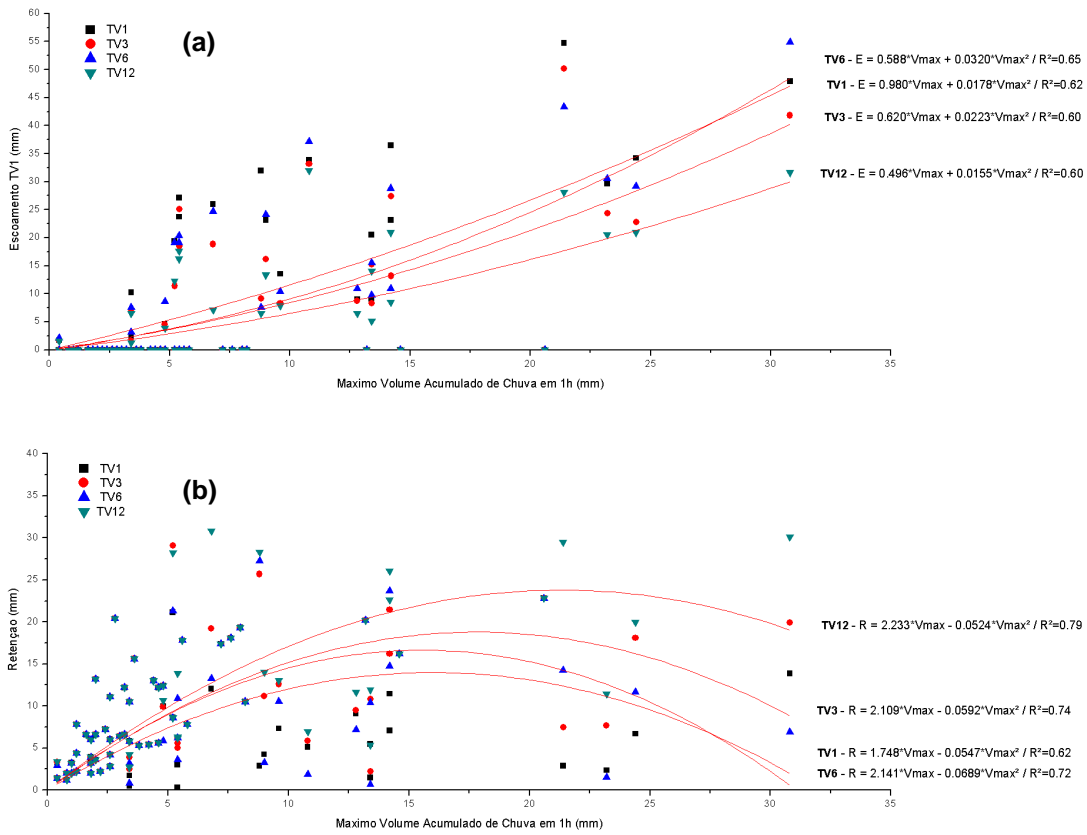 60
55
50
45
40
35
30
25
20
15
10
5
0
Escoamento TV1 (mm)
(a)
TV1
TV3
TV6
TV12
TV6 - E = 0.588*Vmax + 0.0320*Vmax² / R²=0.65
TV1 - E = 0.980*Vmax + 0.0178*Vmax² / R²=0.62
TV3 - E = 0.620*Vmax + 0.0223*Vmax² / R²=0.60
TV12 - E = 0.496*Vmax + 0.0155*Vmax² / R²=0.60
0 5 10 15 20 25 30 35
Maximo Volume Acumulado de Chuva em 1h (mm)
40
35
30
25
20
15
10
5
0
Retençao (mm)
(b)
TV1
TV3
TV6
TV12
TV12 - R = 2.233*Vmax - 0.0524*Vmax² / R²=0.79
TV3 - R = 2.109*Vmax - 0.0592*Vmax² / R²=0.74
TV1 - R = 1.748*Vmax - 0.0547*Vmax² / R²=0.62
TV6 - R = 2.141*Vmax - 0.0689*Vmax² / R²=0.72
0 5 10 15 20 25 30 35
Maximo Volume Acumulado de Chuva em 1h (mm)